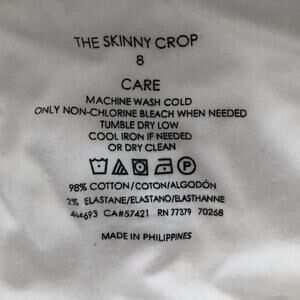 THE SKINNY CROP
8
CARE
MACHINE WASH COLD
ONLY NON-CHLORINE BLEACH WHEN NEEDED
TUMBLE DRY LOW
COOL IRON IF NEEDED
OR DRY CLEAN
98% COTTON/COTON/ALGODÓN
2% ELASTANE/ELASTANO/ELASTHANNE
464693 CA#57421 RN 77379 70268
MADE IN PHILIPPINES